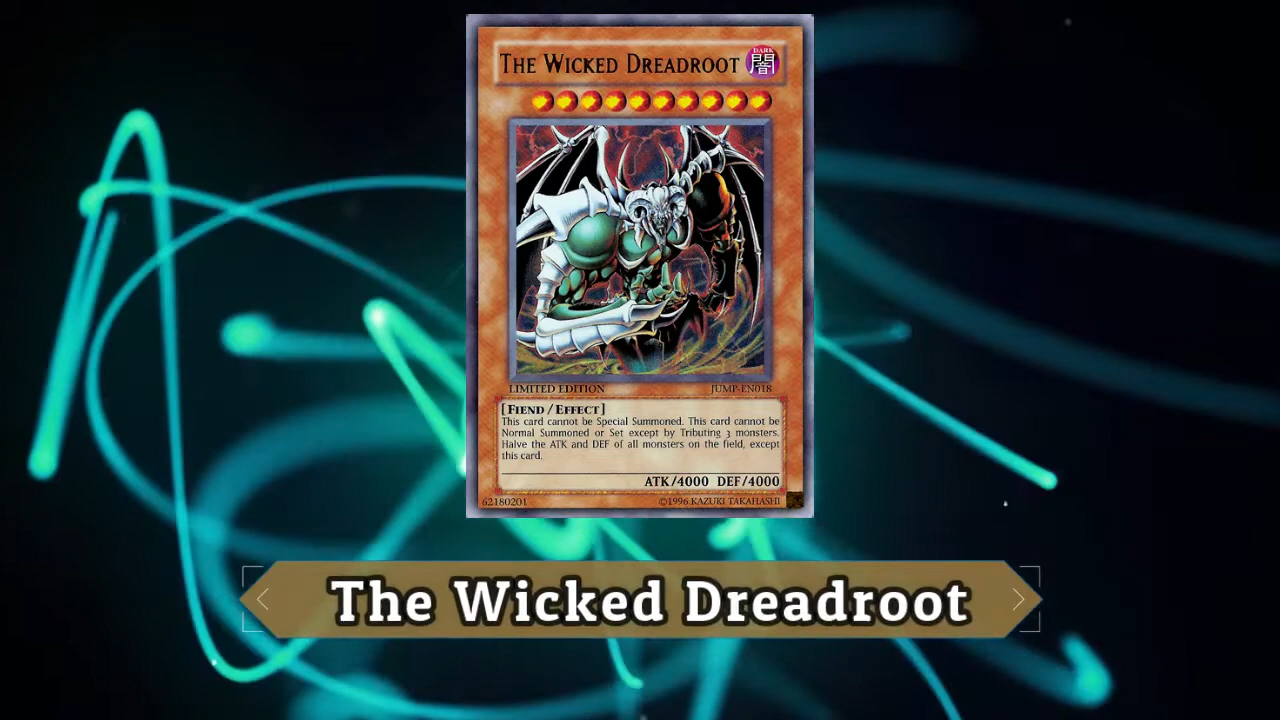 The Wicked Dreadroot
DARK
闇
LIMITED EDITION
JUMP-EN018
[Fiend / Effect]
This card cannot be Special Summoned. This card cannot be
Normal Summoned or Set except by Tributing 3 monsters.
Halve the ATK and DEF of all monsters on the field, except
this card.
ATK/4000 DEF/4000
62180201
©1996 KAZUKI TAKAHASHI
The Wicked Dreadroot